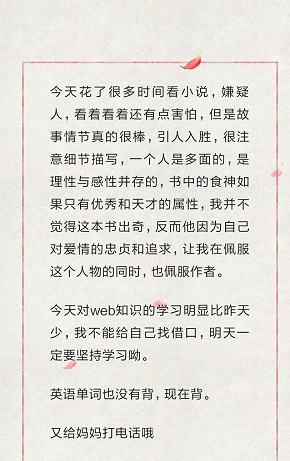 今天花了很多时间看小说，嫌疑
人，看着看着还有点害怕，但是故
事情节真的很棒，引人入胜，很注
意细节描写，一个人是多面的，是
理性与感性并存的，书中的食神如
果只有优秀和天才的属性，我并不
觉得这本书出奇，反而他因为自己
对爱情的忠贞和追求，让我在佩服
这个人物的同时，也佩服作者。
今天对web知识的学习明显比昨天
少，我不能给自己找借口，明天一
定要坚持学习呦。
英语单词也没有背，现在背。
又给妈妈打电话哦